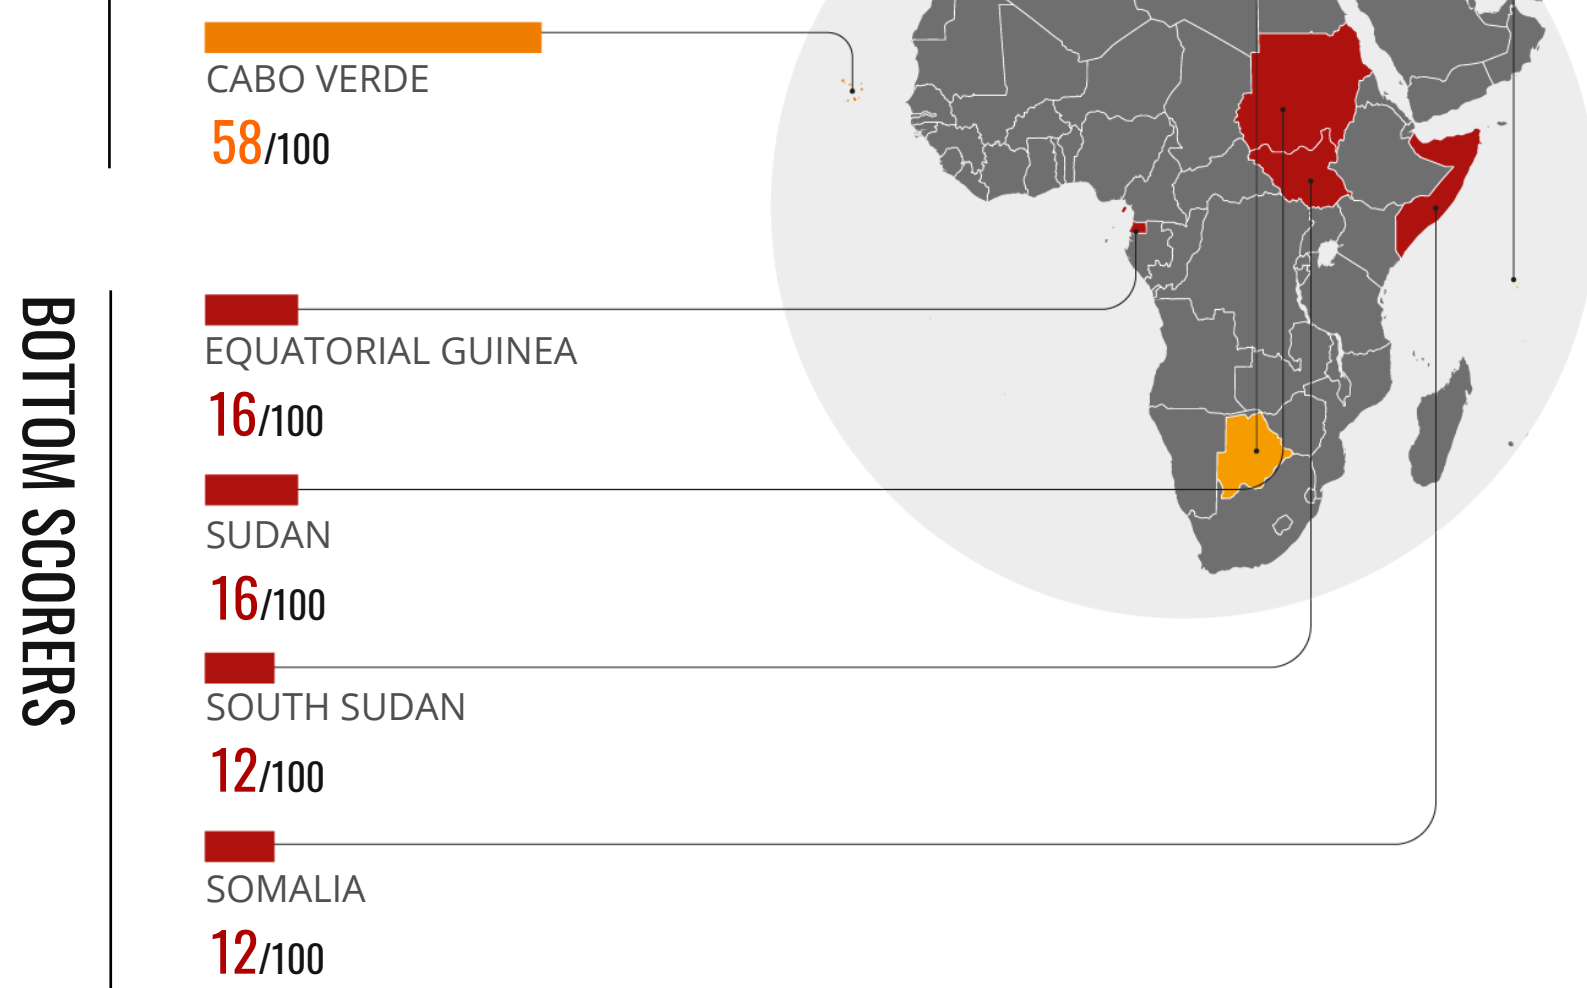 CABO VERDE
58/100
BOTTOM SCORERS
EQUATORIAL GUINEA
16/100
SUDAN
16/100
SOUTH SUDAN
12/100
SOMALIA
12/100